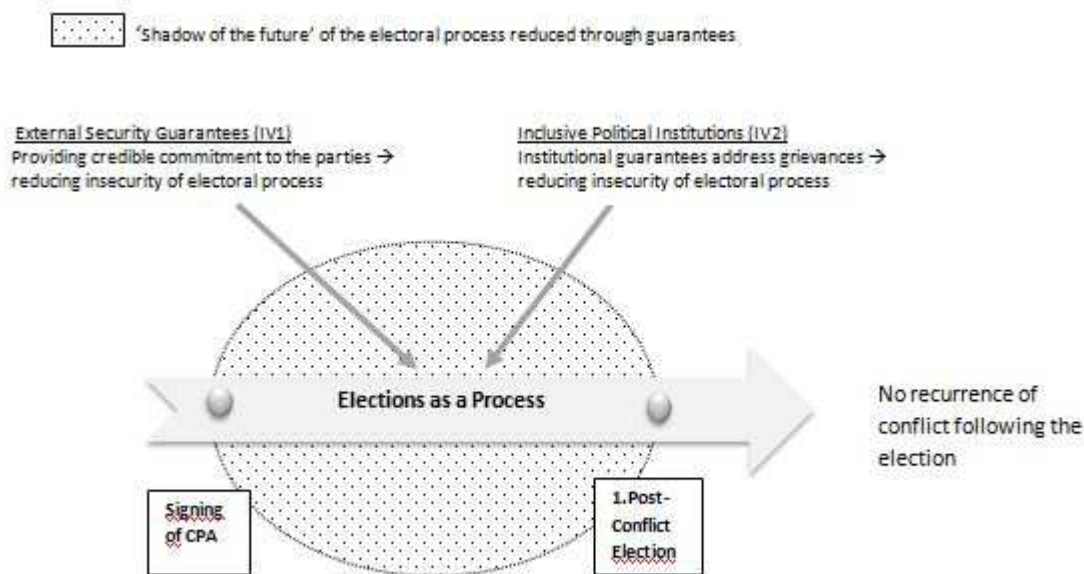 ‘Shadow of the future’ of the electoral process reduced through guarantees
External Security Guarantees (IV1)
Providing credible commitment to the parties →
reducing insecurity of electoral process
Inclusive Political Institutions (IV2)
Institutional guarantees address grievances →
reducing insecurity of electoral process
Elections as a Process
No recurrence of
conflict following the
election
Signing
of CPA
1.Post-
Conflict
Election